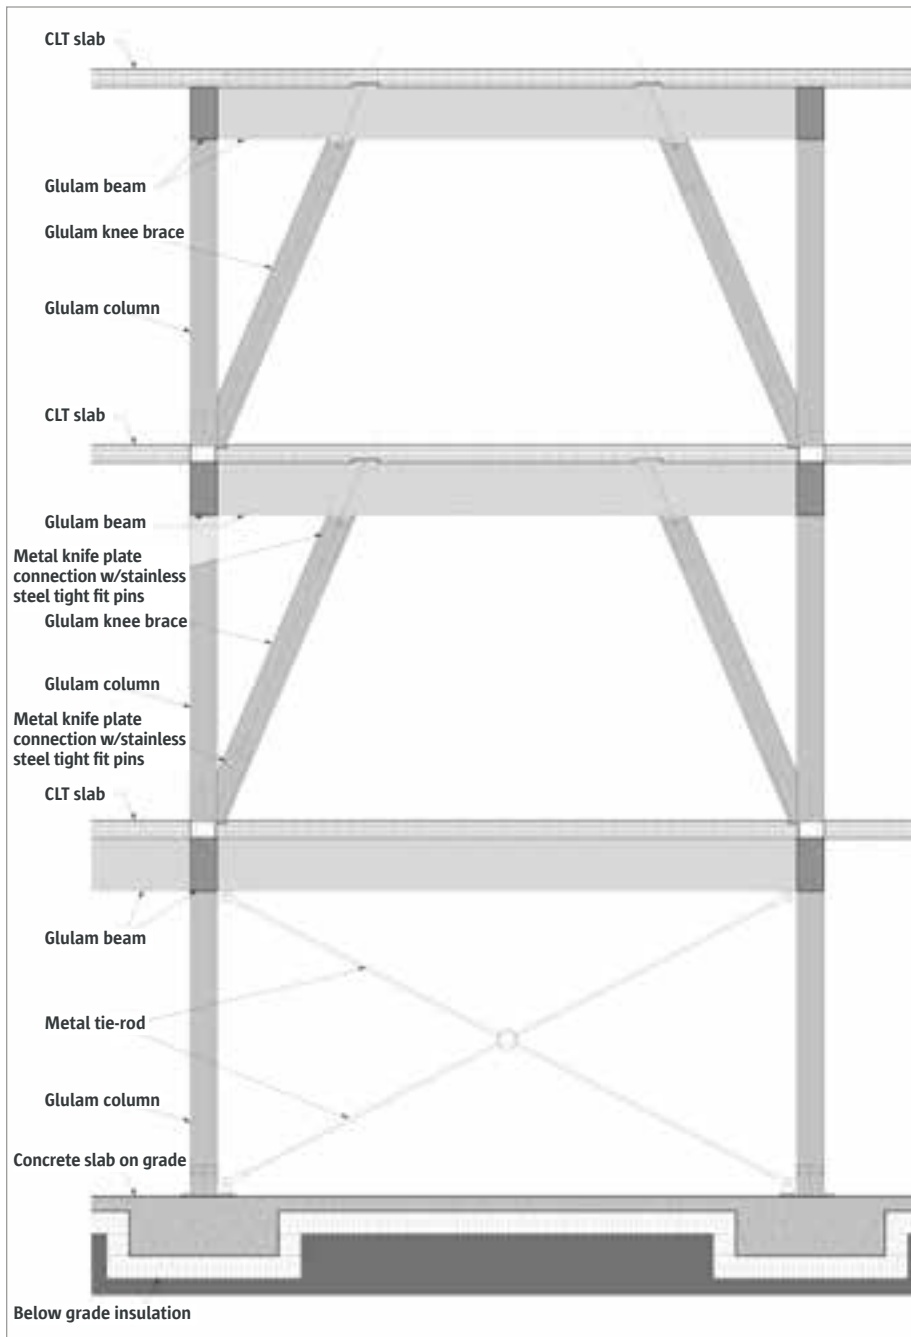 CLT slab
Glulam beam
Glulam knee brace
Glulam column
CLT slab
Glulam beam
Metal knife plate
connection w/stainless
steel tight fit pins
Glulam knee brace
Glulam column
Metal knife plate
connection w/stainless
steel tight fit pins
CLT slab
Glulam beam
Metal tie-rod
Glulam column
Concrete slab on grade
Below grade insulation